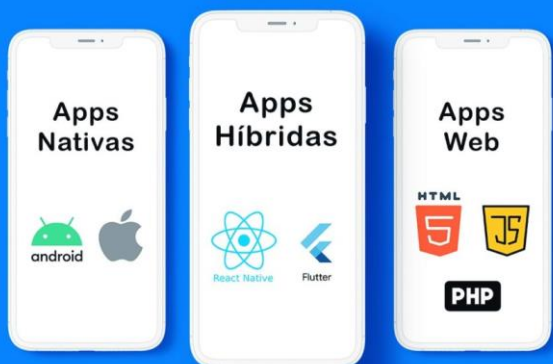 Apps
Nativas
android
Apps
Híbridas
React Native
Flutter
Apps
Web
HTML
5
JS
PHP